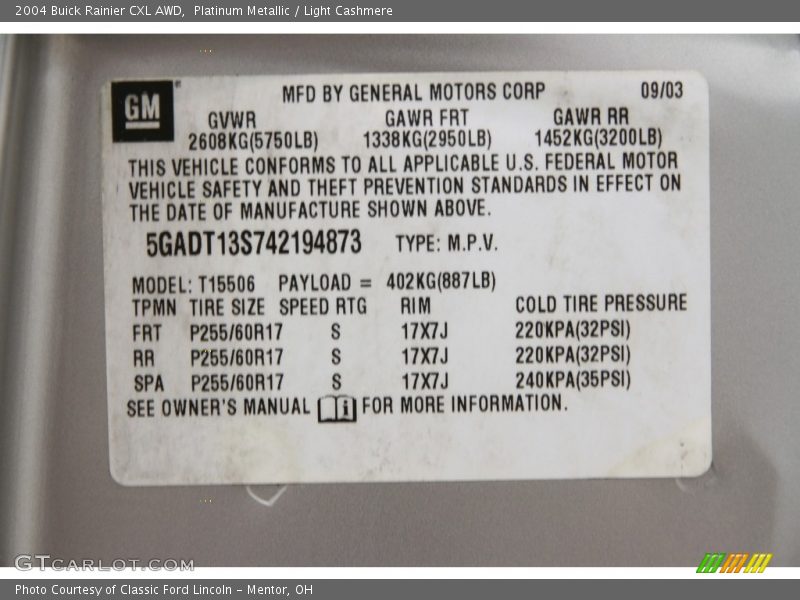 2004 Buick Rainier CXL AWD,  Platinum Metallic / Light Cashmere
GM
MFD BY GENERAL MOTORS CORP 09/03
GVWR GAWR FRT GAWR RR
2608KG(5750LB) 1338KG(2950LB) 1452KG(3200LB)
THIS VEHICLE CONFORMS TO ALL APPLICABLE U.S. FEDERAL MOTOR
VEHICLE SAFETY AND THEFT PREVENTION STANDARDS IN EFFECT ON
THE DATE OF MANUFACTURE SHOWN ABOVE.
5GADT13S742194873 TYPE: M.P.V.
MODEL: T15506 PAYLOAD = 402KG(887LB)
TPMN TIRE SIZE SPEED RTG RIM COLD TIRE PRESSURE
FRT P255/60R17 S 17X7J 220KPA(32PSI)
RR P255/60R17 S 17X7J 220KPA(32PSI)
SPA P255/60R17 S 17X7J 240KPA(35PSI)
SEE OWNER'S MANUAL i FOR MORE INFORMATION.
GTCARLOT.COM
Photo Courtesy of Classic Ford Lincoln - Mentor, OH